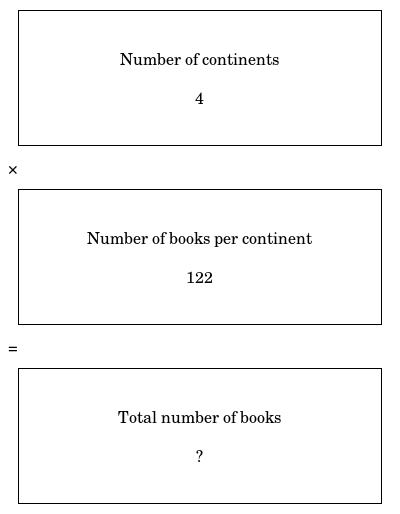 Number of continents
4
×
Number of books per continent
122
=
Total number of books
?